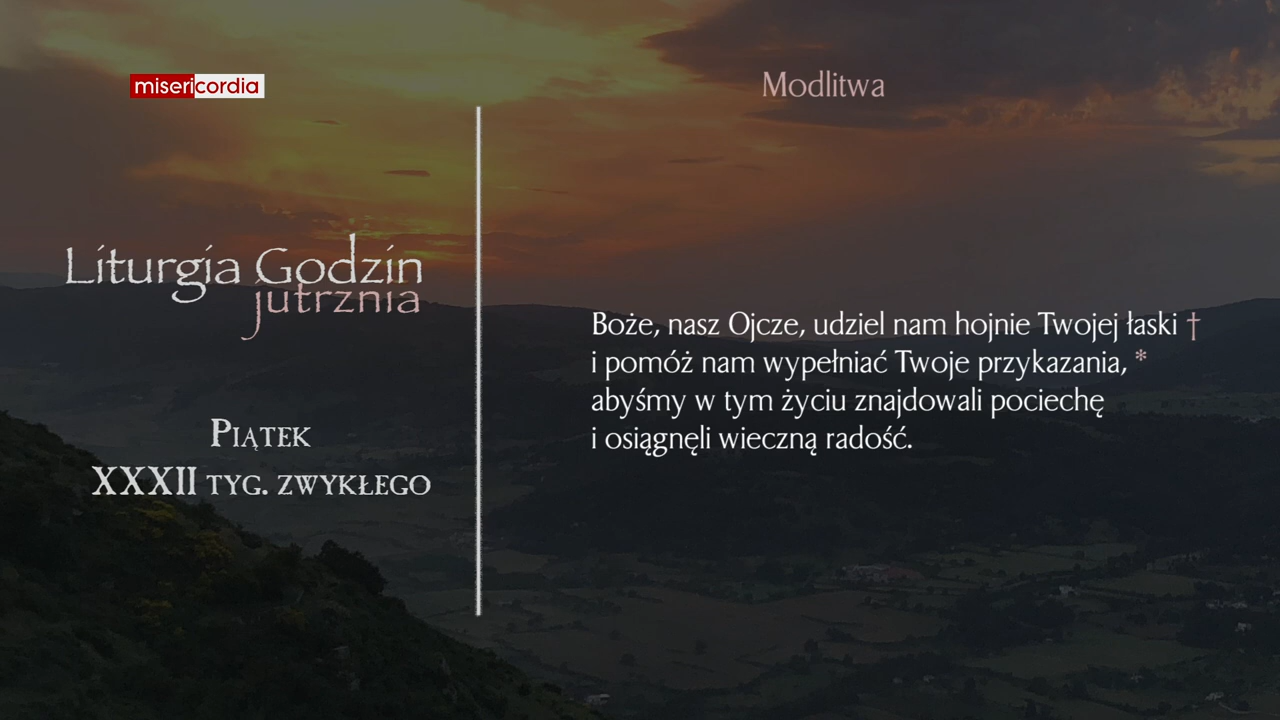 misericordia
Liturgia Godzin
jutrznia
Piątek
XXXII tyg. zwykłego
Modlitwa
Boże, nasz Ojcze, udziel nam hojnie Twojej łaski †
i pomóż nam wypełniać Twoje przykazania, *
abyśmy w tym życiu znajdowali pociechę
i osiągnęli wieczną radość.